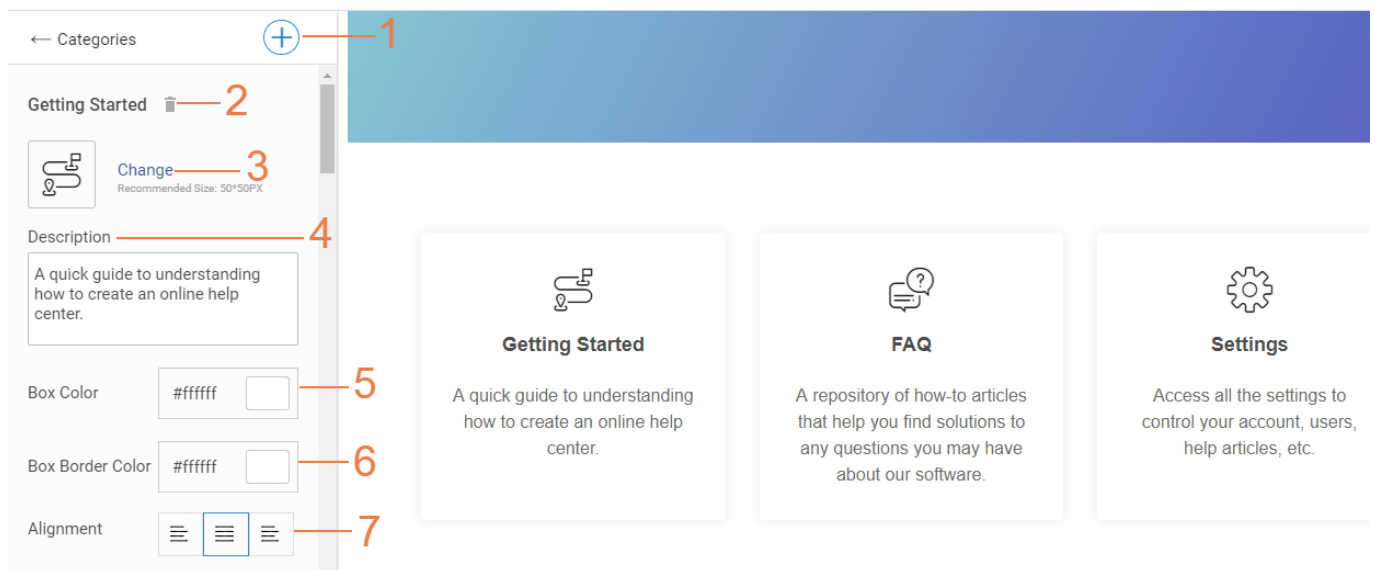 ← Categories
1
Getting Started
2
Change
3
Recommended Size: 50*50PX
Description
4
A quick guide to understanding
how to create an online help
center.
Box Color
#ffffff
5
Box Border Color
#ffffff
6
Alignment
7
Getting Started
A quick guide to understanding
how to create an online help
center.
FAQ
A repository of how-to articles
that help you find solutions to
any questions you may have
about our software.
Settings
Access all the settings to
control your account, users,
help articles, etc.